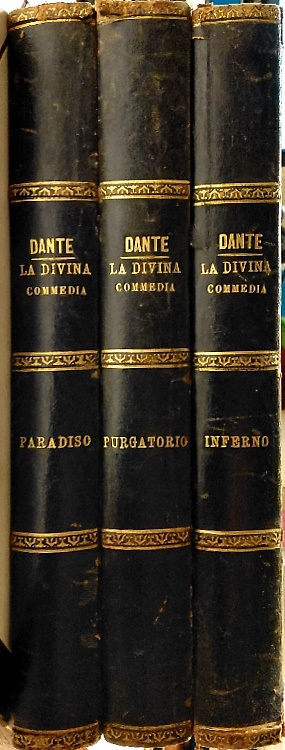 DANTE
LA DIVINA
COMMEDIA
PARADISO
DANTE
LA DIVINA
COMMEDIA
PURGATORIO
DANTE
LA DIVINA
COMMEDIA
INFERNO